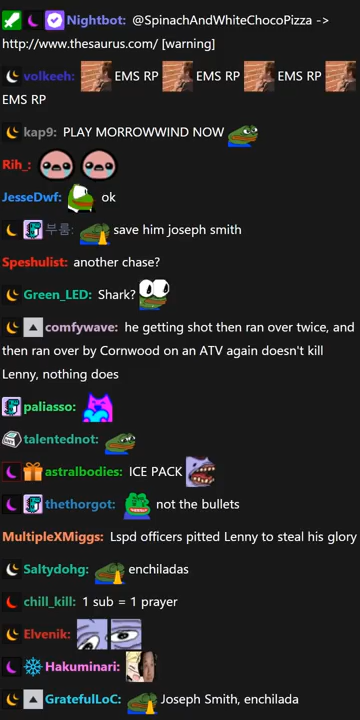 Nightbot: @SpinachAndWhiteChocoPizza ->
http://www.thesaurus.com/ [warning]
volkeeh: EMS RP EMS RP EMS RP
EMS RP
kap9: PLAY MORROWWIND NOW
Rih_:
JesseDwf: ok
부룸: save him joseph smith
Speshulist: another chase?
Green_LED: Shark?
comfywave: he getting shot then ran over twice, and
then ran over by Cornwood on an ATV again doesn't kill
Lenny, nothing does
paliasso:
talentednot:
astralbodies: ICE PACK
thethorgot: not the bullets
MultipleXMiggs: Lspd officers pitted Lenny to steal his glory
Saltydohg: enchiladas
chill_kill: 1 sub = 1 prayer
Elvenik:
Hakuminari:
GratefulLoC: Joseph Smith, enchilada